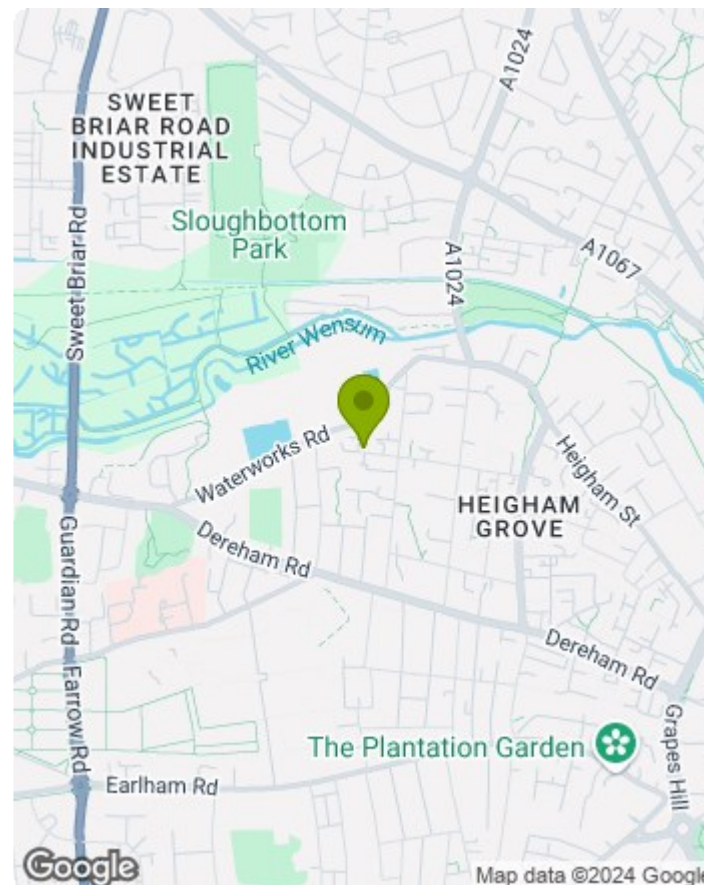 A1024
SWEET
BRIAR ROAD
INDUSTRIAL
ESTATE
Sloughbottom
Park
A1067
A1024
Sweet Briar Rd
River Wensum
Waterworks Rd
Heigham St
HEIGHAM
GROVE
Guardian Rd
Dereham Rd
Dereham Rd
Farrow Rd
Grapes Hill
The Plantation Garden
Earlham Rd
Google
Map data ©2024 Google